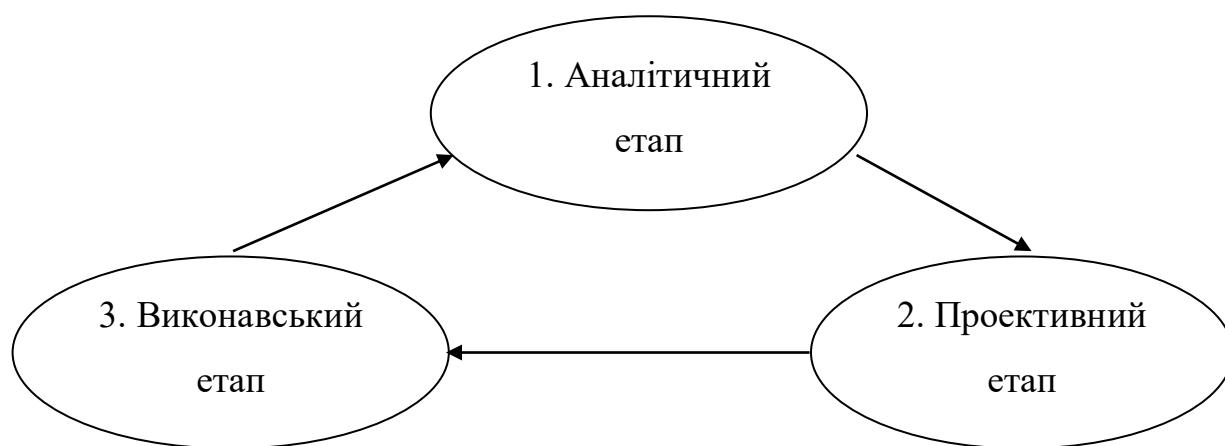 1. Аналітичний
етап
3. Виконавський
етап
2. Проективний
етап